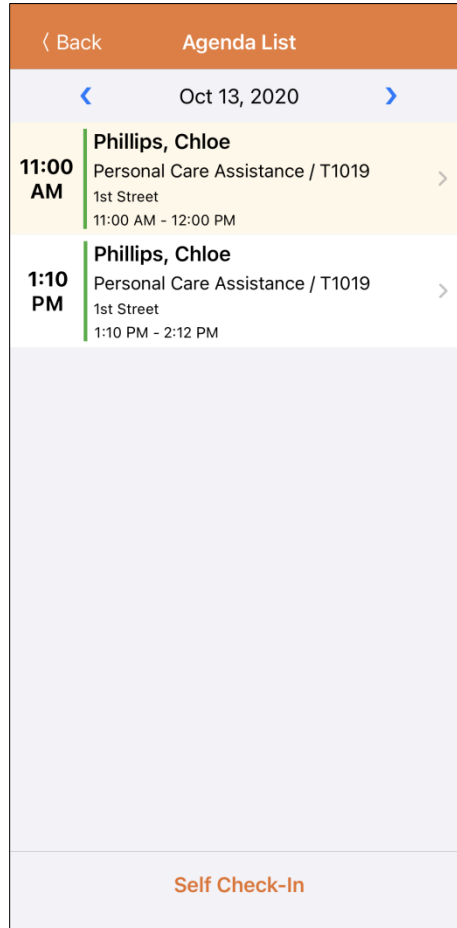 Back
Agenda List
Oct 13, 2020
11:00 AM
Phillips, Chloe
Personal Care Assistance / T1019
1st Street
11:00 AM - 12:00 PM
1:10 PM
Phillips, Chloe
Personal Care Assistance / T1019
1st Street
1:10 PM - 2:12 PM
Self Check-In